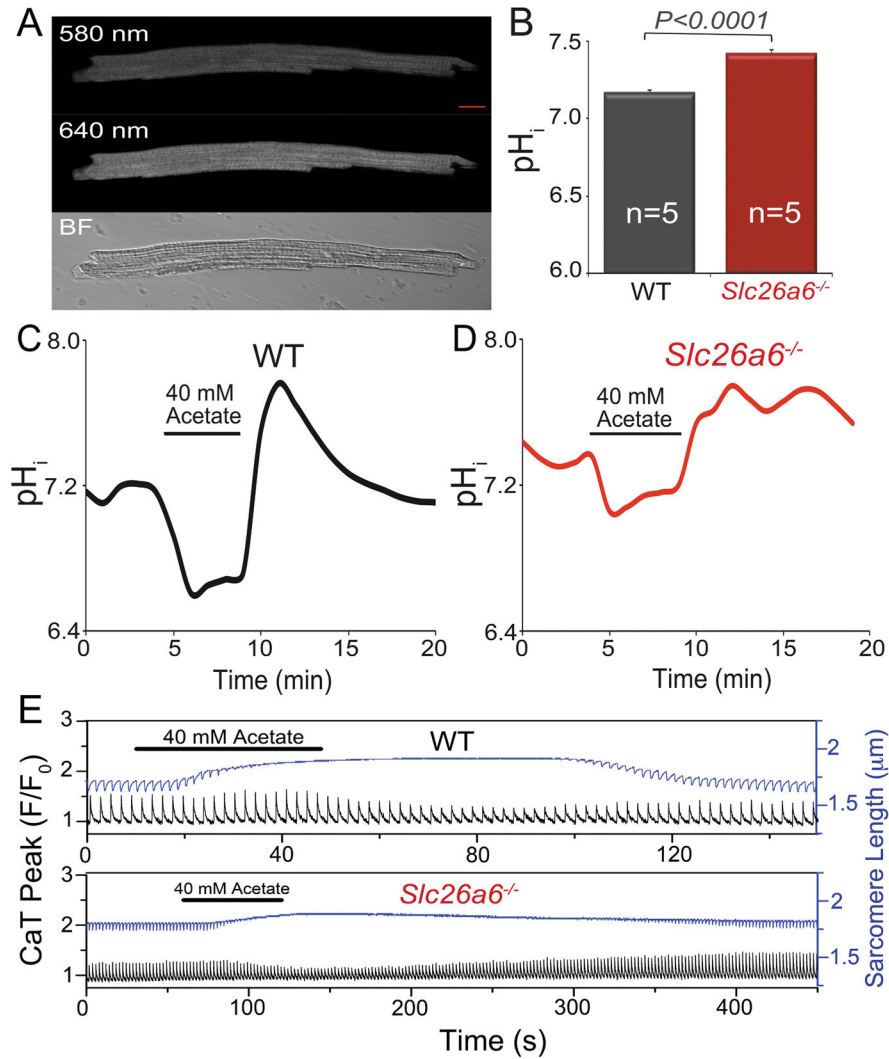 A
580 nm
640 nm
BF
B
P<0.0001
7.5
7.0
6.5
6.0
pHi
n=5
n=5
WT
Slc26a6-/-
C
8.0
7.2
6.4
pHi
WT
40 mM
Acetate
0
5
10
15
20
Time (min)
D
8.0
7.2
6.4
pHi
Slc26a6-/-
40 mM
Acetate
0
5
10
15
20
Time (min)
E
3
2
1
40 mM Acetate
WT
2
1.5
0
40
80
120
CaT Peak (F/F0)
Sarcomere Length (μm)
3
2
1
40 mM Acetate
Slc26a6-/-
2
1.5
0
100
200
300
400
Time (s)